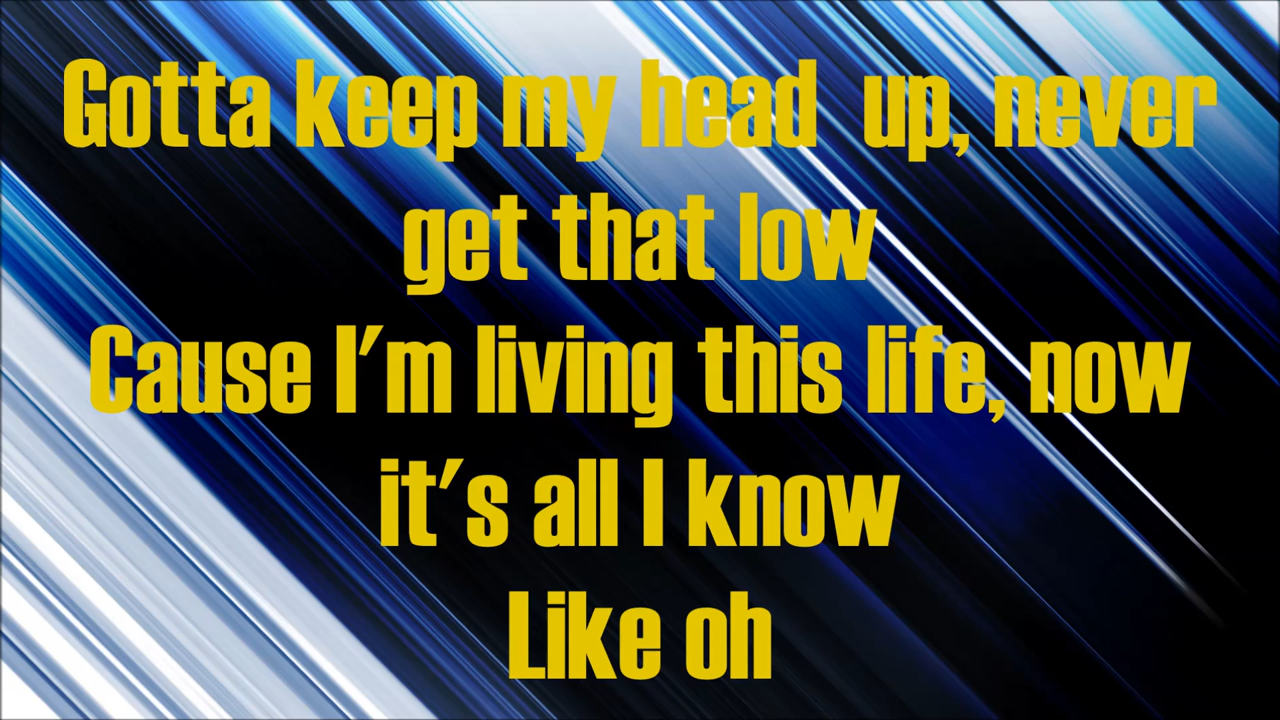 Gotta keep my head  up, never
get that low
Cause I'm living this life, now
it's all I know
Like oh